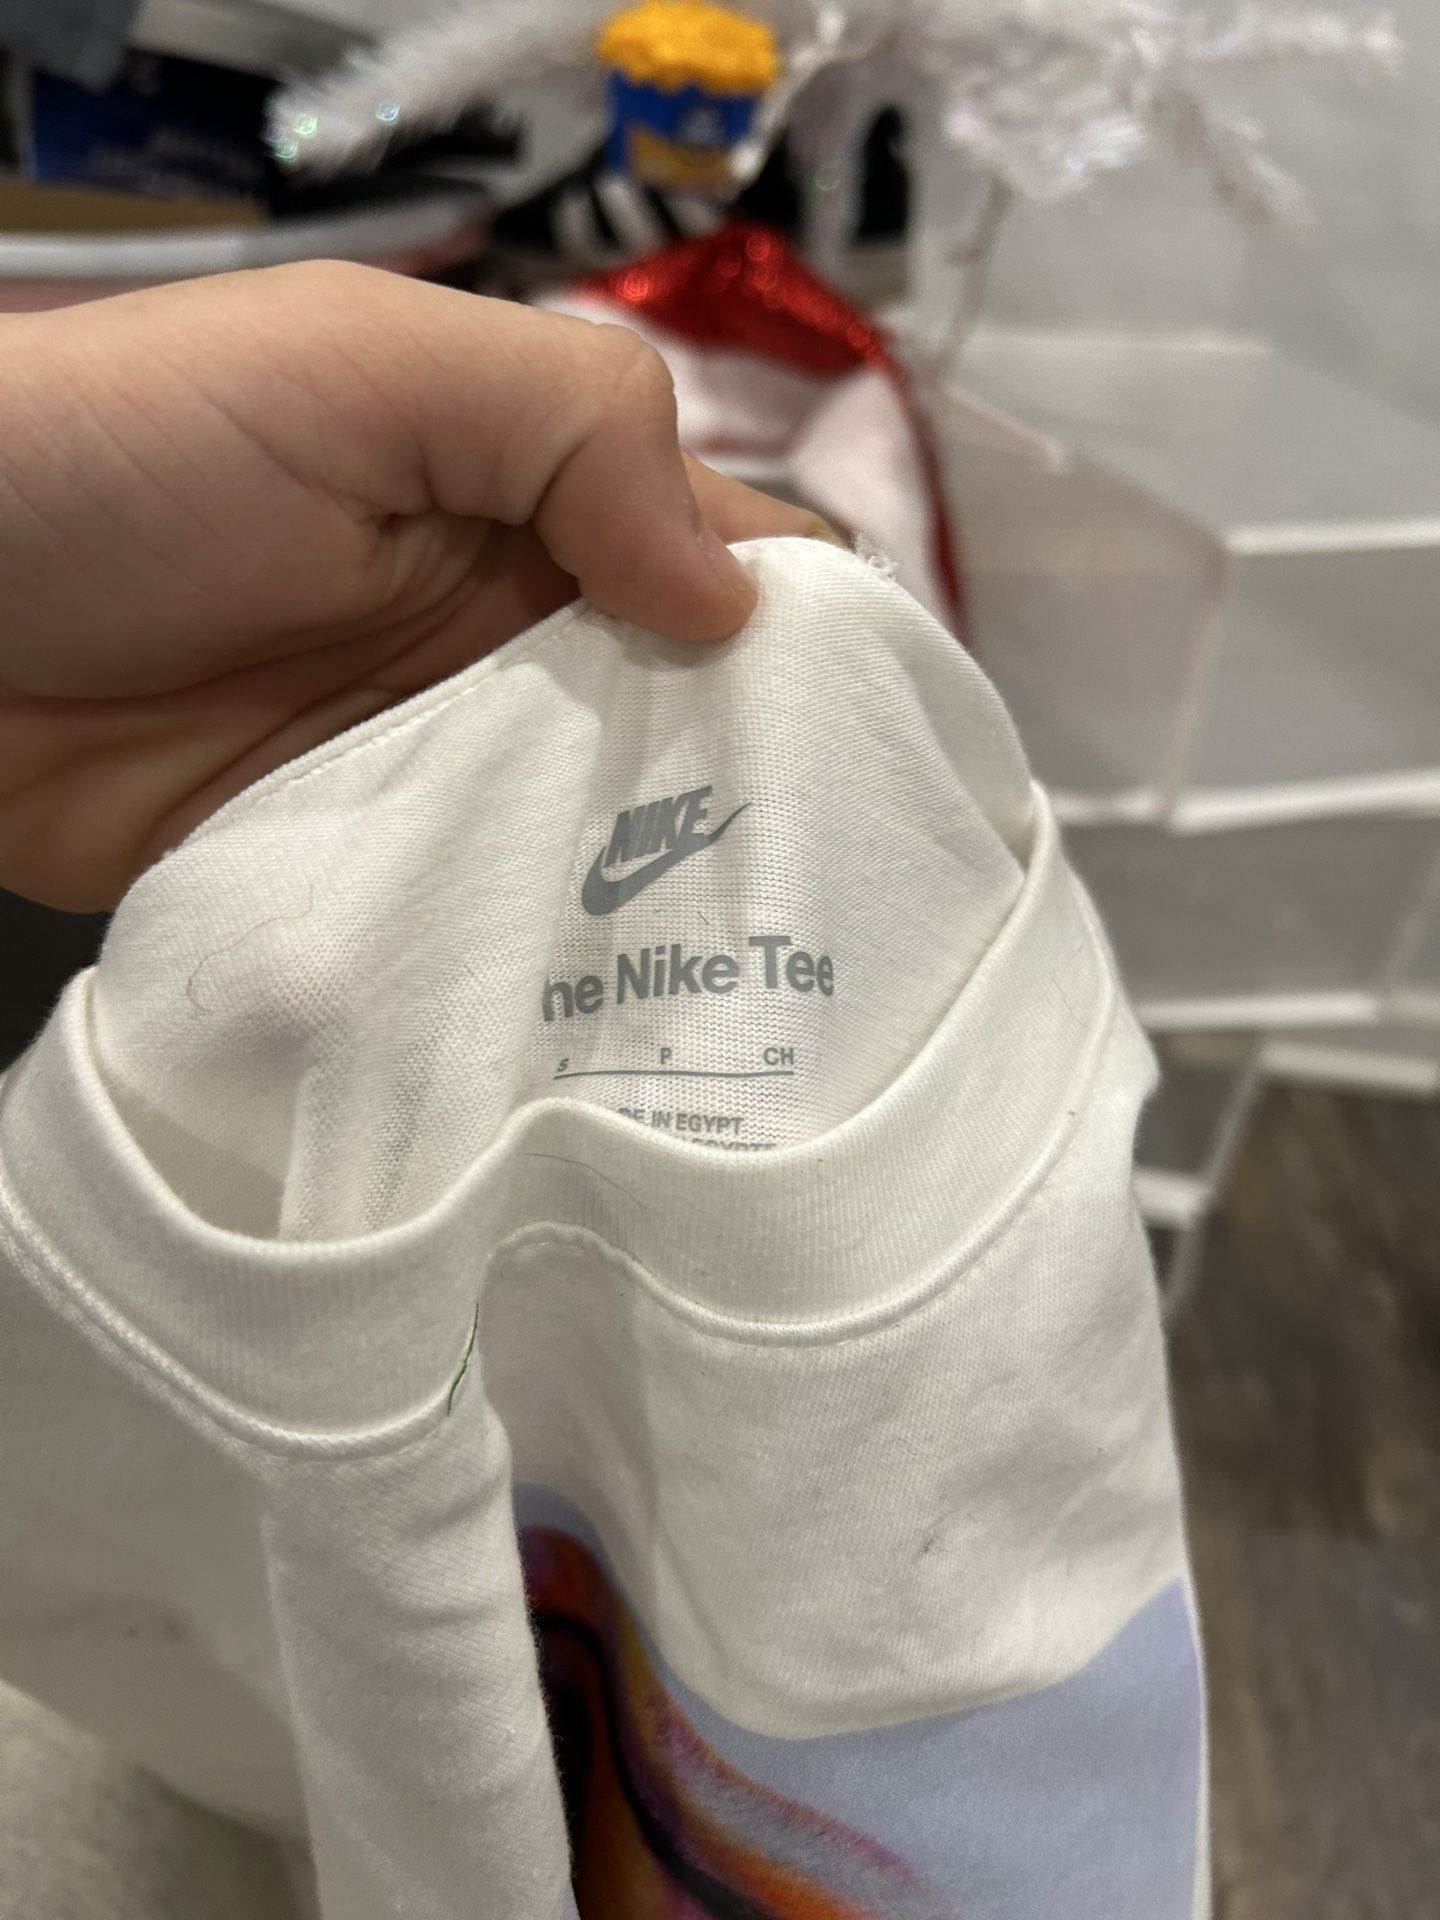 NIKE
he Nike Tee
S P CH
DE IN EGYPT